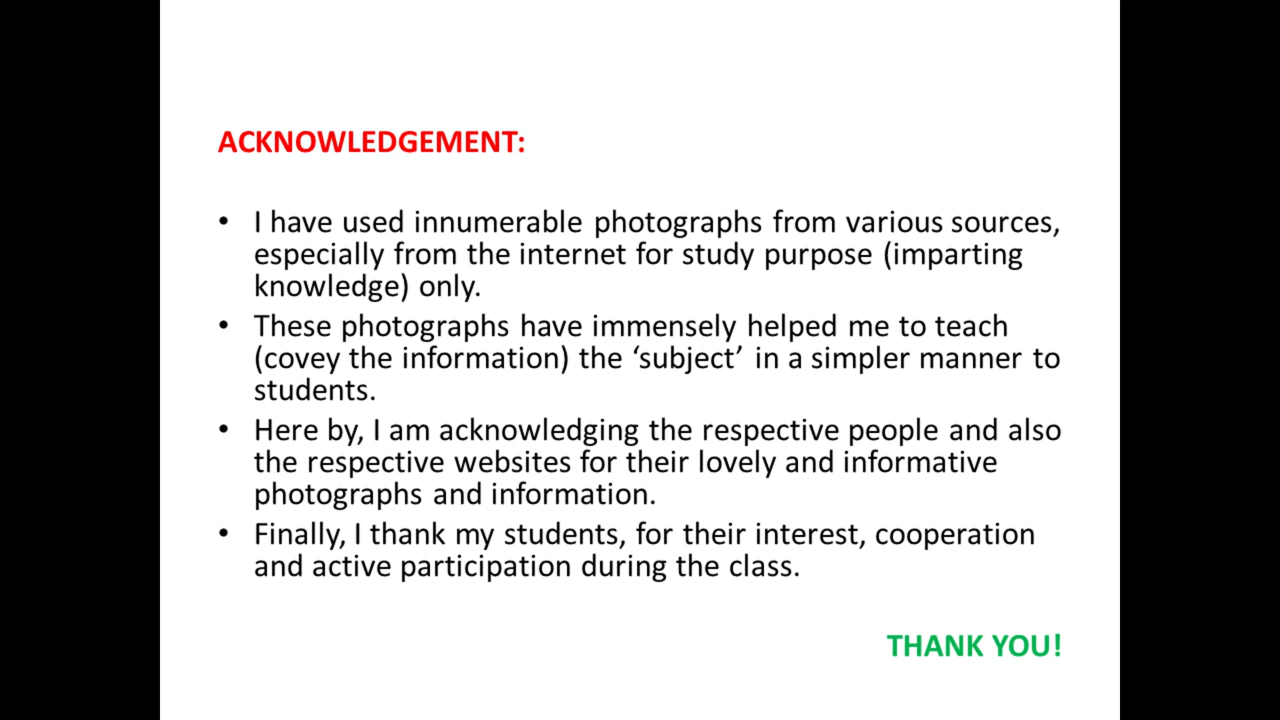 ACKNOWLEDGEMENT:
• I have used innumerable photographs from various sources,
especially from the internet for study purpose (imparting
knowledge) only.
• These photographs have immensely helped me to teach
(covey the information) the ‘subject’ in a simpler manner to
students.
• Here by, I am acknowledging the respective people and also
the respective websites for their lovely and informative
photographs and information.
• Finally, I thank my students, for their interest, cooperation
and active participation during the class.
THANK YOU!